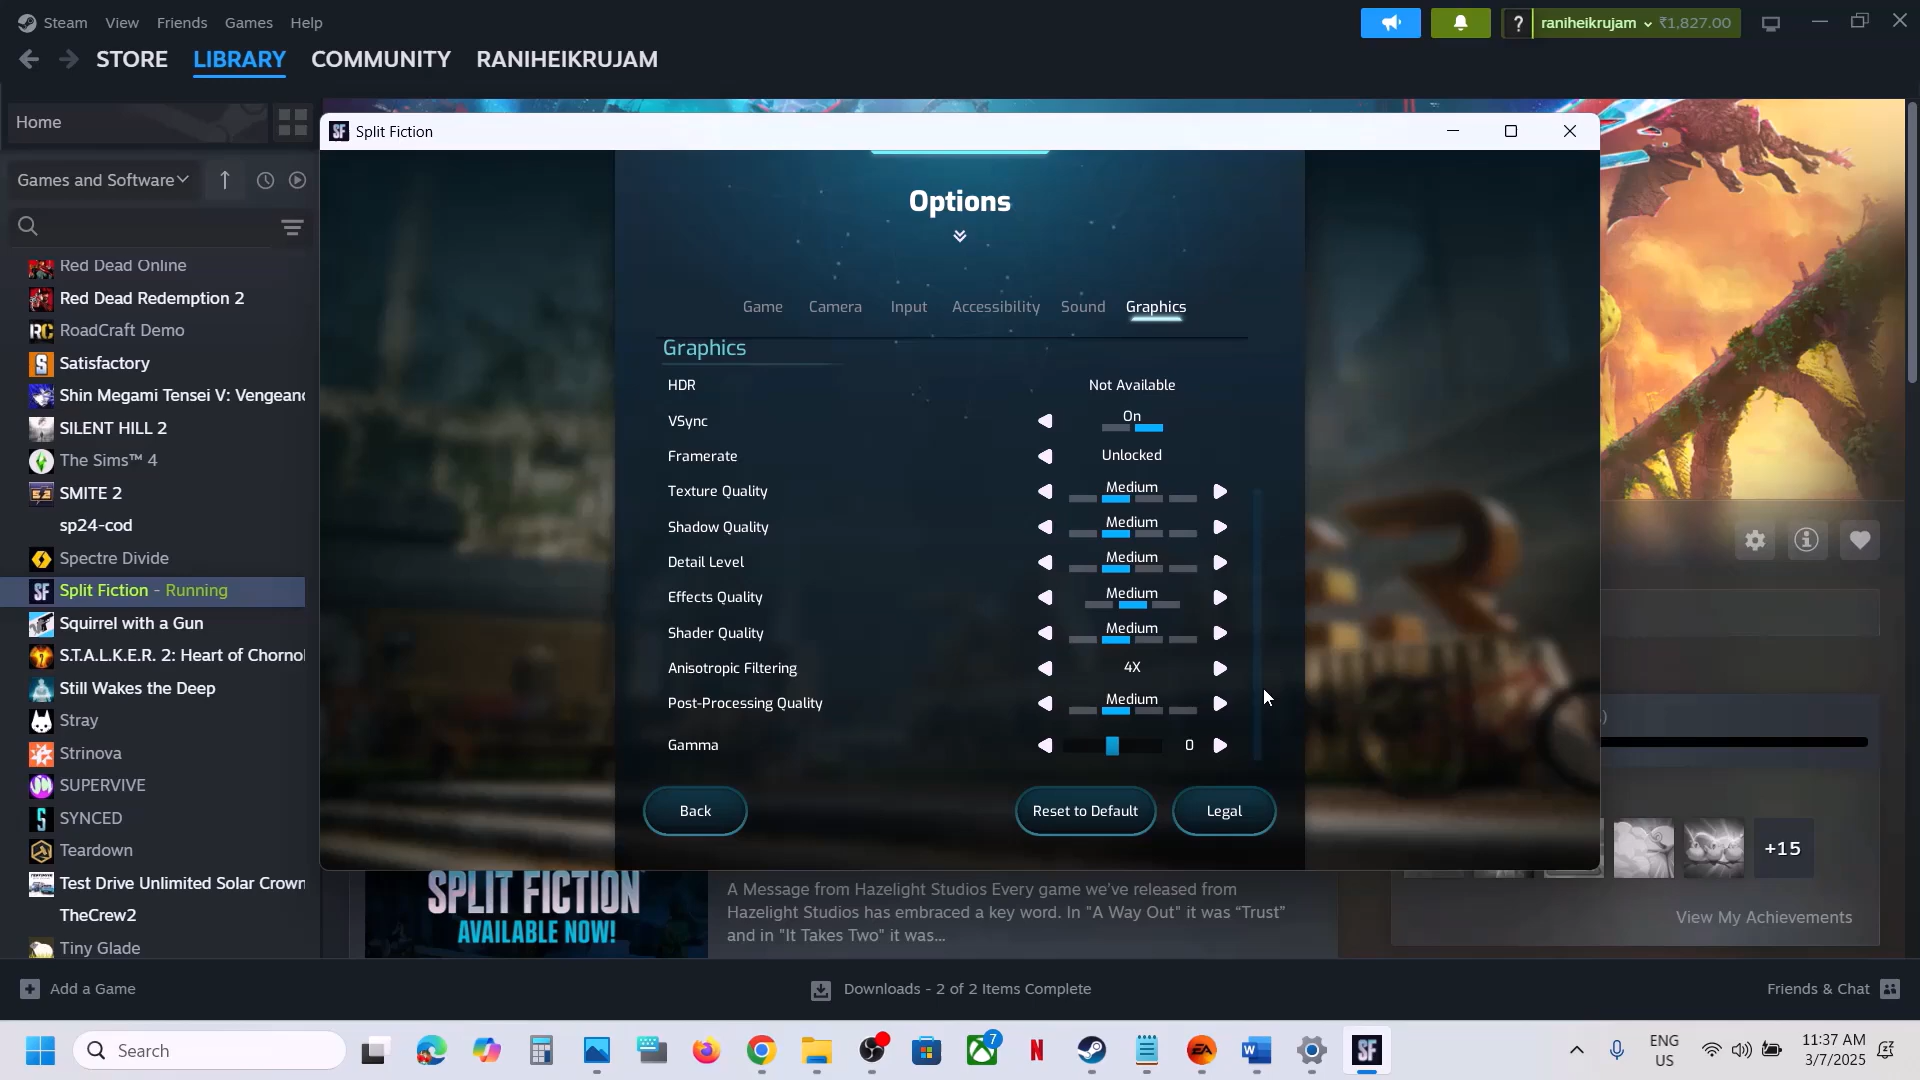 Steam View Friends Games Help
raniheikrujam ₹1,827.00
STORE LIBRARY COMMUNITY RANIHEIKRUJAM
Home
Games and Software
Red Dead Online
Red Dead Redemption 2
RoadCraft Demo
Satisfactory
Shin Megami Tensei V: Vengeanc
SILENT HILL 2
The Sims™ 4
SMITE 2
sp24-cod
Spectre Divide
Split Fiction - Running
Squirrel with a Gun
S.T.A.L.K.E.R. 2: Heart of Chorno
Still Wakes the Deep
Stray
Strinova
SUPERVIVE
SYNCED
Teardown
Test Drive Unlimited Solar Crown
TheCrew2
Tiny Glade
SF Split Fiction
Options
Game Camera Input Accessibility Sound Graphics
Graphics
HDR Not Available
VSync On
Framerate Unlocked
Texture Quality Medium
Shadow Quality Medium
Detail Level Medium
Effects Quality Medium
Shader Quality Medium
Anisotropic Filtering 4X
Post-Processing Quality Medium
Gamma 0
Back Reset to Default Legal
SPLIT FICTION
AVAILABLE NOW!
A Message from Hazelight Studios Every game we've released from
Hazelight Studios has embraced a key word. In "A Way Out" it was "Trust"
and in "It Takes Two" it was...
+15
View My Achievements
Add a Game
Downloads - 2 of 2 Items Complete
Friends & Chat
Search
7
SF
ENG
US
11:37 AM
3/7/2025